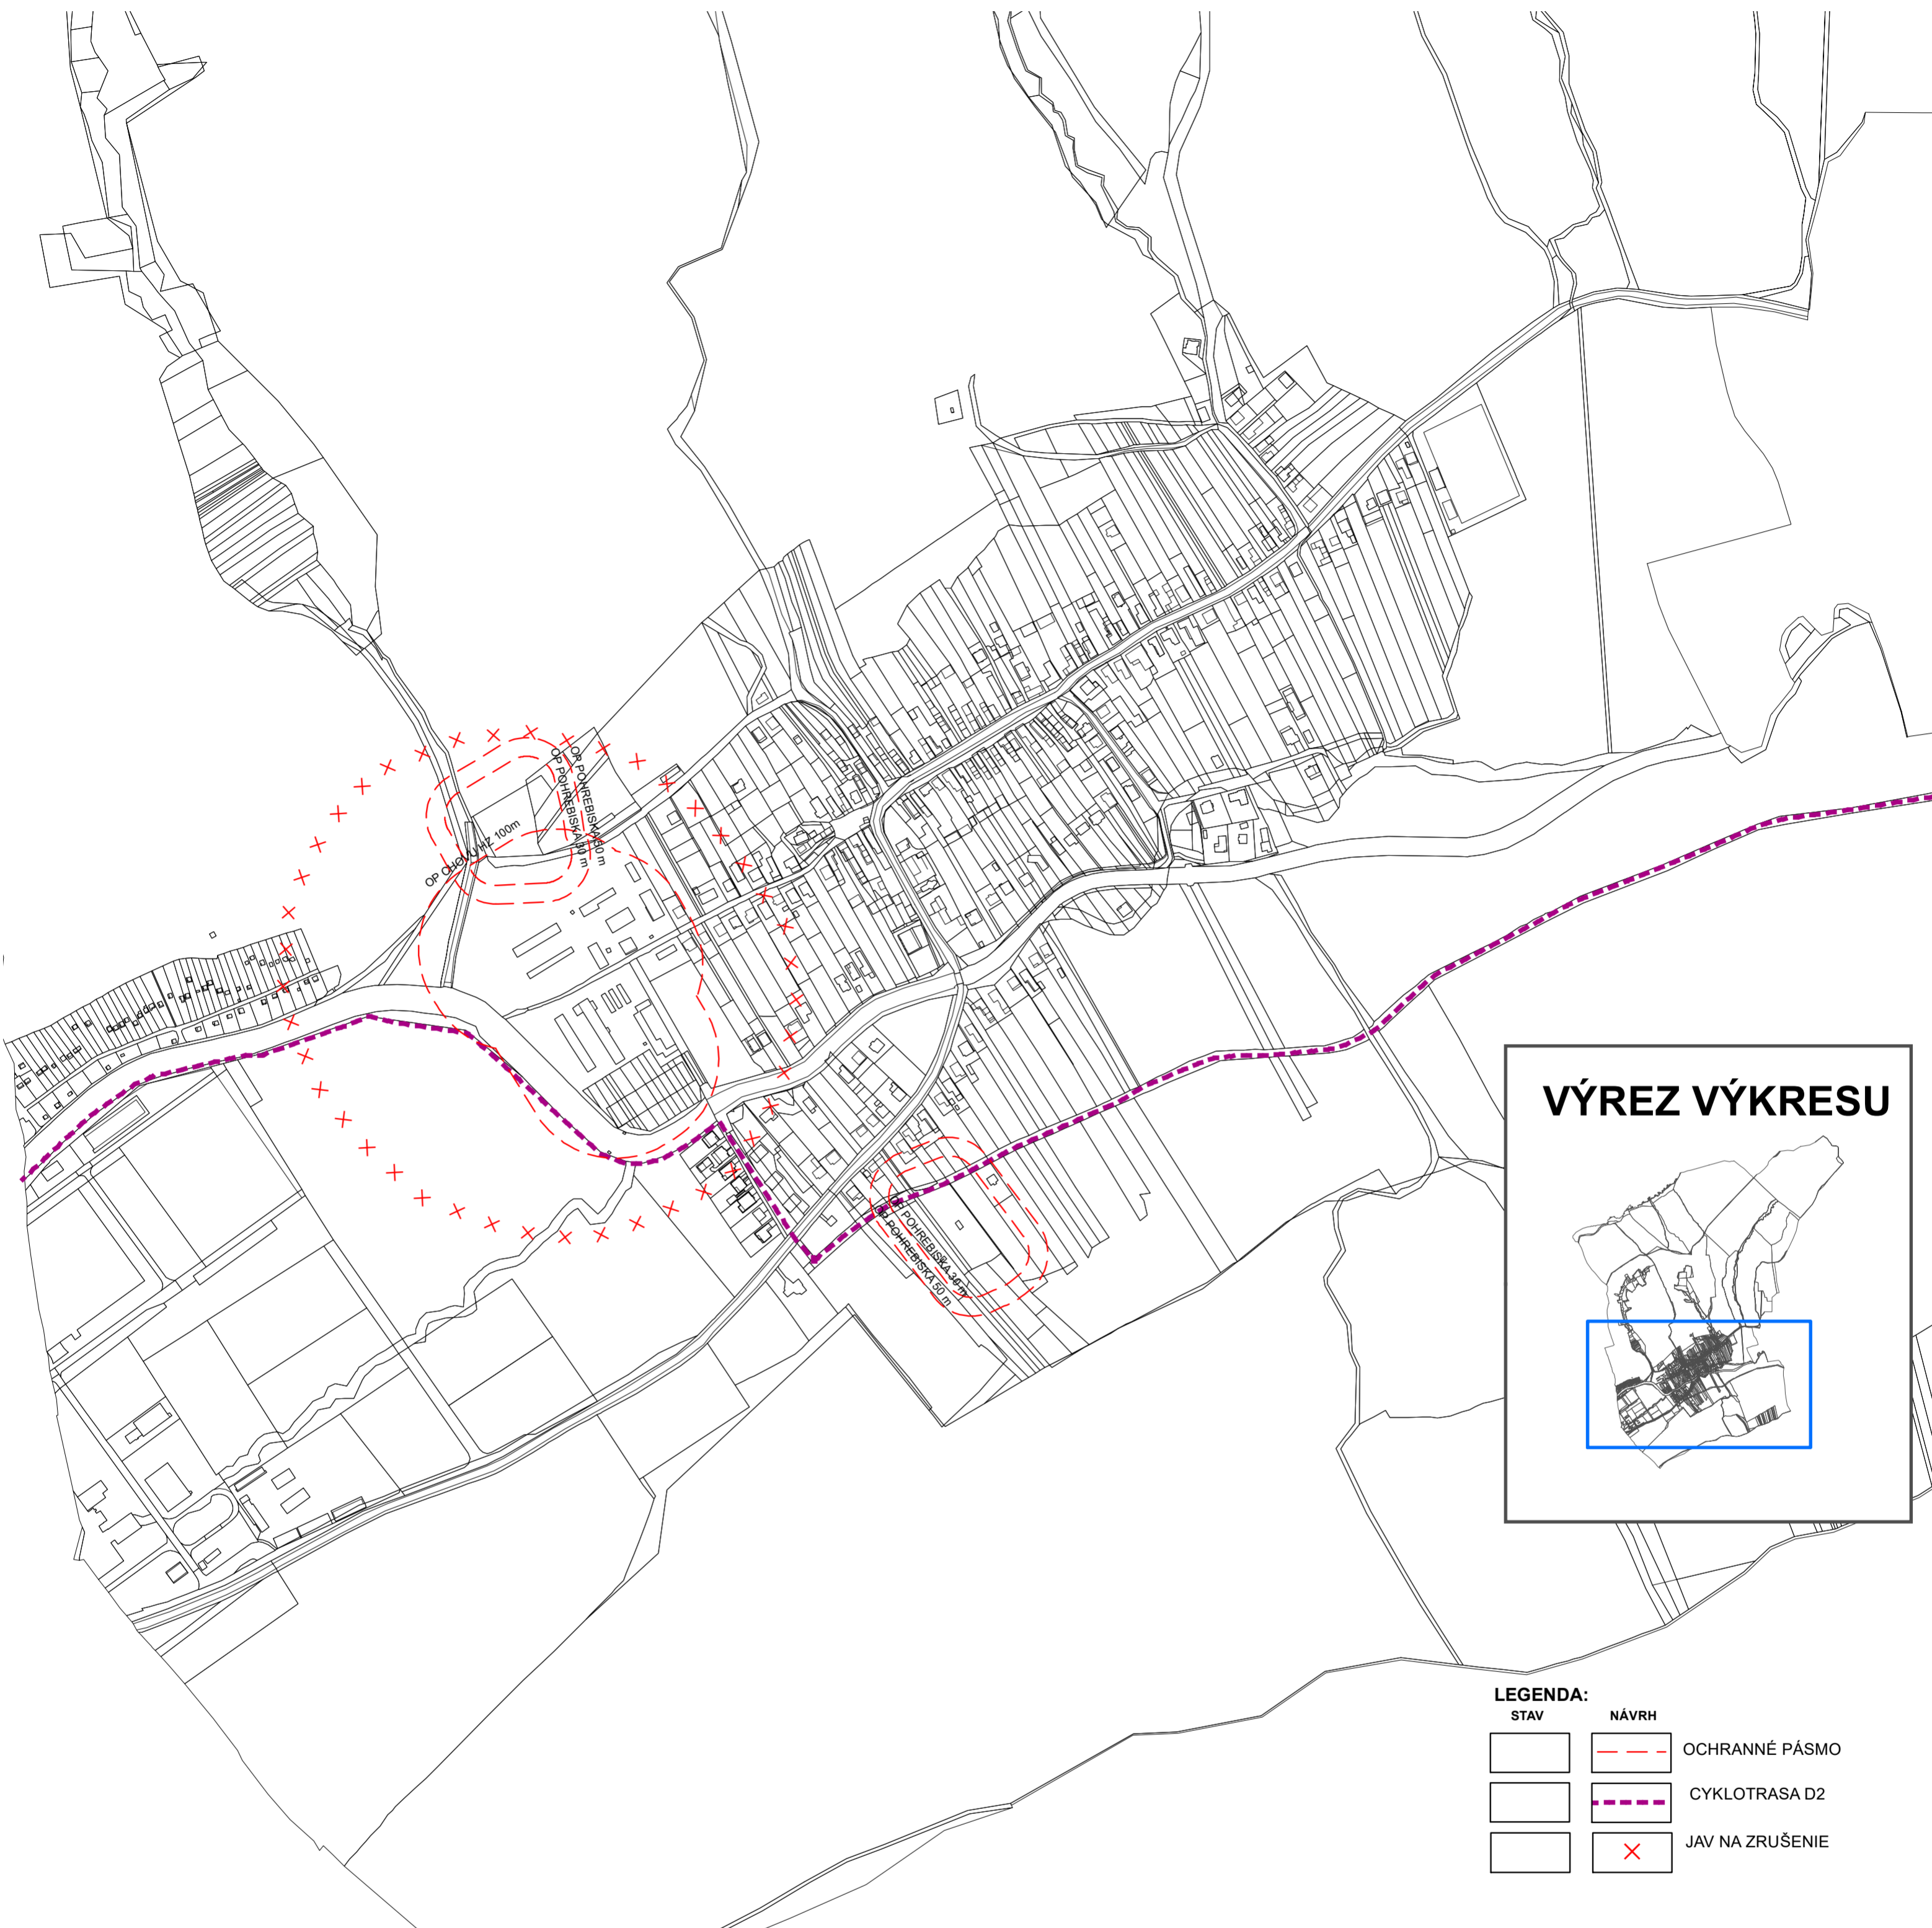 OP POHREBISKA 50 m
OP POHREBISKA 30 m
OP CHOVU HZ 100m
VÝREZ VÝKRESU
OP POHREBISKA 30 m
OP POHREBISKA 50 m
LEGENDA:
STAV NÁVRH
OCHRANNÉ PÁSMO
CYKLOTRASA D2
JAV NA ZRUŠENIE